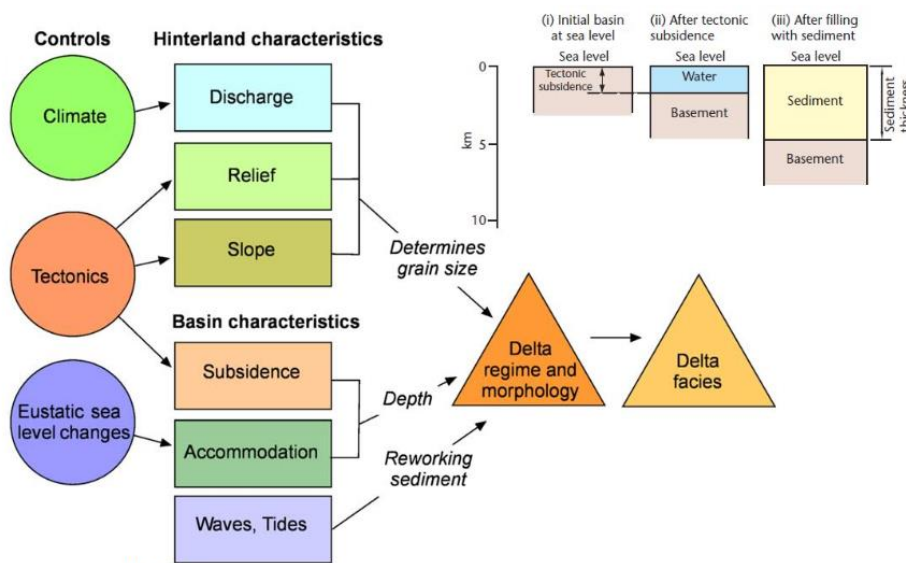 Controls
Hinterland characteristics
Climate
Discharge
Relief
Tectonics
Slope
Determines
grain size
Basin characteristics
Subsidence
Eustatic sea
level changes
Accommodation
Depth
Reworking
sediment
Waves, Tides
Delta
regime and
morphology
Delta
facies
(i) Initial basin
at sea level
(ii) After tectonic
subsidence
(iii) After filling
with sediment
Sea level
Sea level
Sea level
0
5
10
km
Tectonic
subsidence
Water
Basement
Sediment
Basement
Sediment
thickness